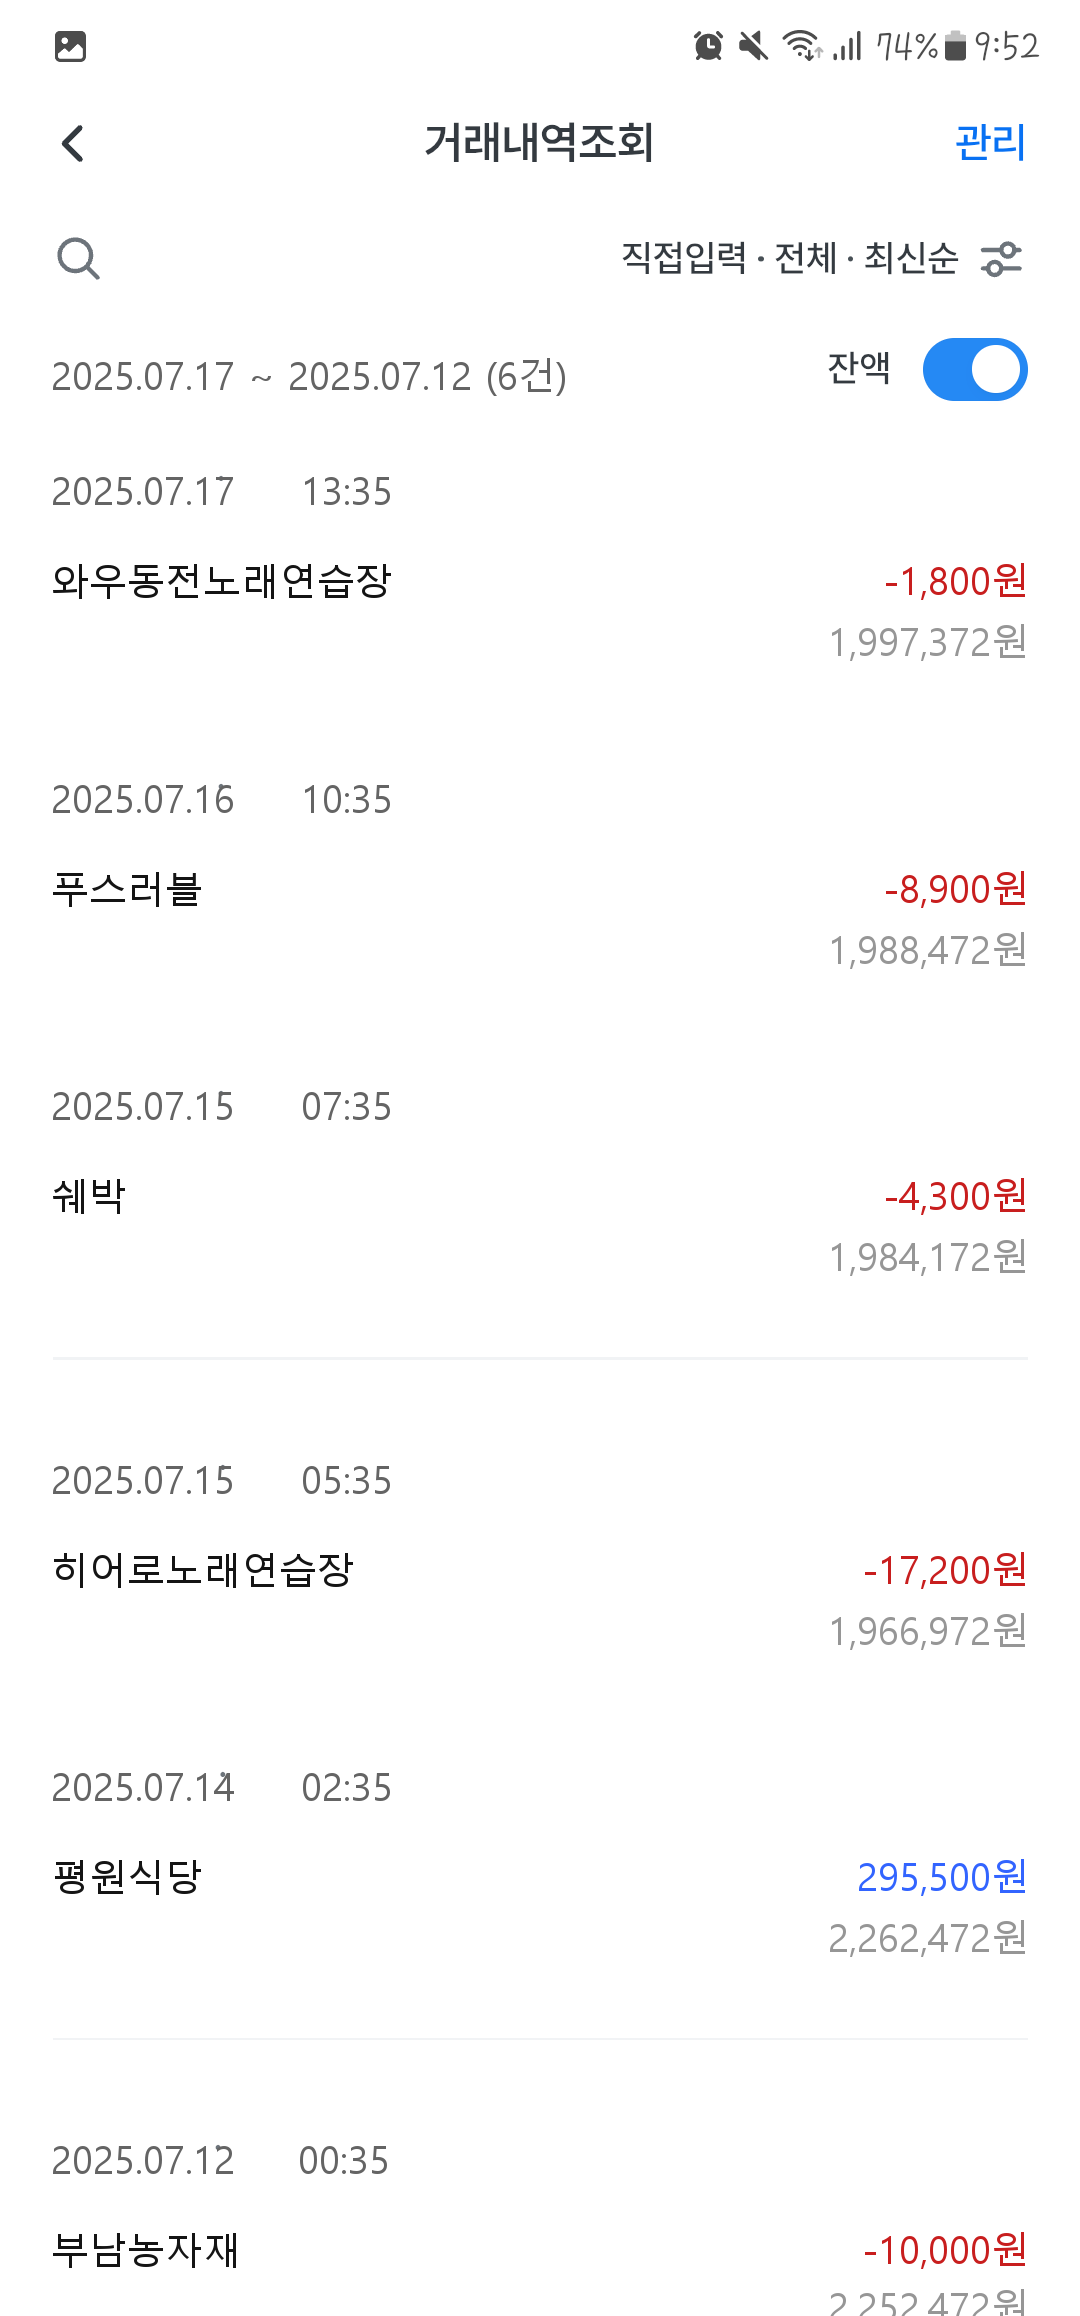 74% 9:52
거래내역조회 관리
직접입력 · 전체 · 최신순
2025.07.17 ~ 2025.07.12 (6건) 잔액
2025.07.17 13:35
와우동전노래연습장 -1,800원
1,997,372원
2025.07.16 10:35
푸스러블 -8,900원
1,988,472원
2025.07.15 07:35
쉐박 -4,300원
1,984,172원
2025.07.15 05:35
히어로노래연습장 -17,200원
1,966,972원
2025.07.14 02:35
평원식당 295,500원
2,262,472원
2025.07.12 00:35
부남농자재 -10,000원
2,252,472원